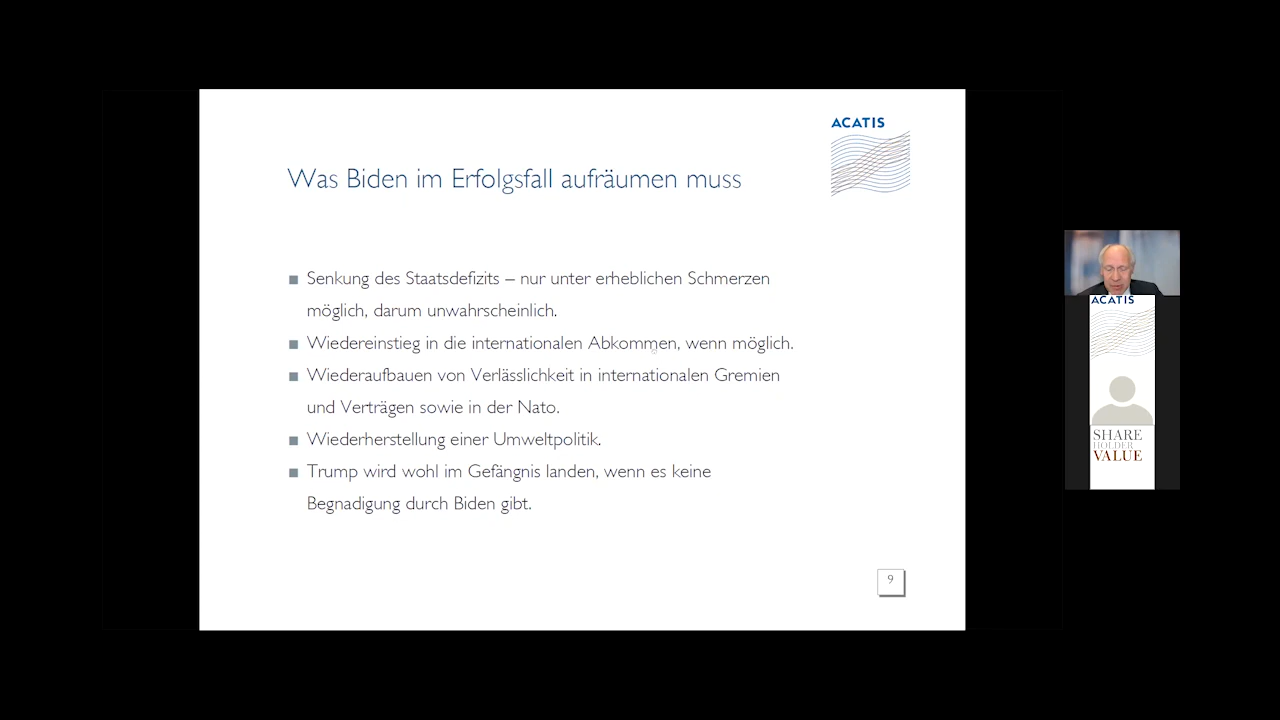 ACATIS
Was Biden im Erfolgsfall aufräumen muss
Senkung des Staatsdefizits – nur unter erheblichen Schmerzen
möglich, darum unwahrscheinlich.
Wiedereinstieg in die internationalen Abkommen, wenn möglich.
Wiederaufbauen von Verlässlichkeit in internationalen Gremien
und Verträgen sowie in der Nato.
Wiederherstellung einer Umweltpolitik.
Trump wird wohl im Gefängnis landen, wenn es keine
Begnadigung durch Biden gibt.
9
ACATIS
SHARE
HOLDER
VALUE